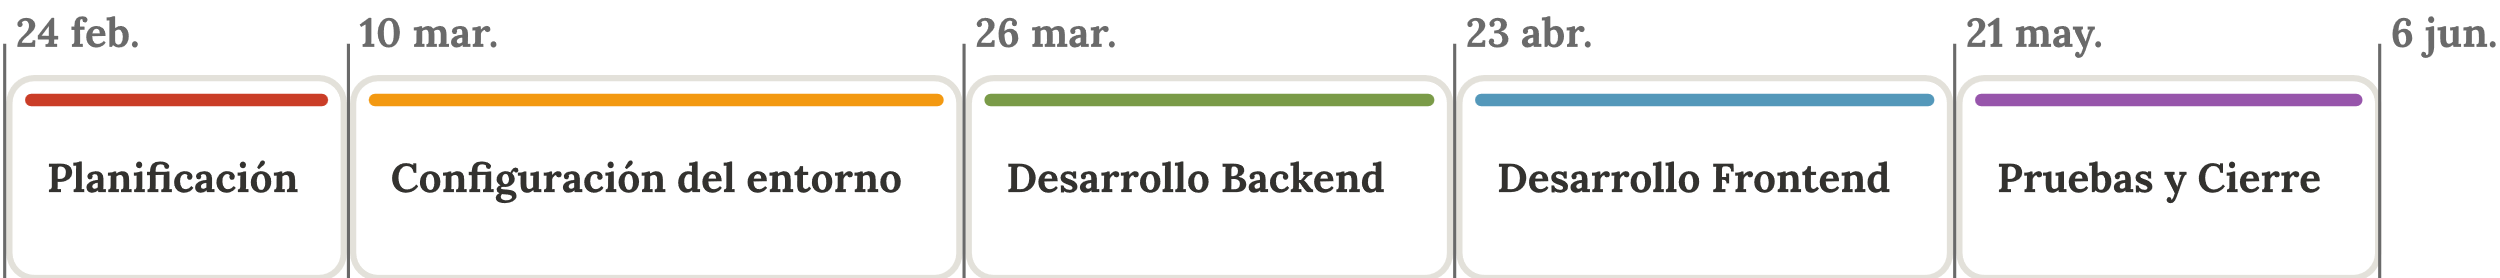 24 feb. 10 mar. 26 mar. 23 abr. 11 may. 6 jun.
Planificación Configuración del entorno Desarrollo Backend Desarrollo Frontend Pruebas y Cierre